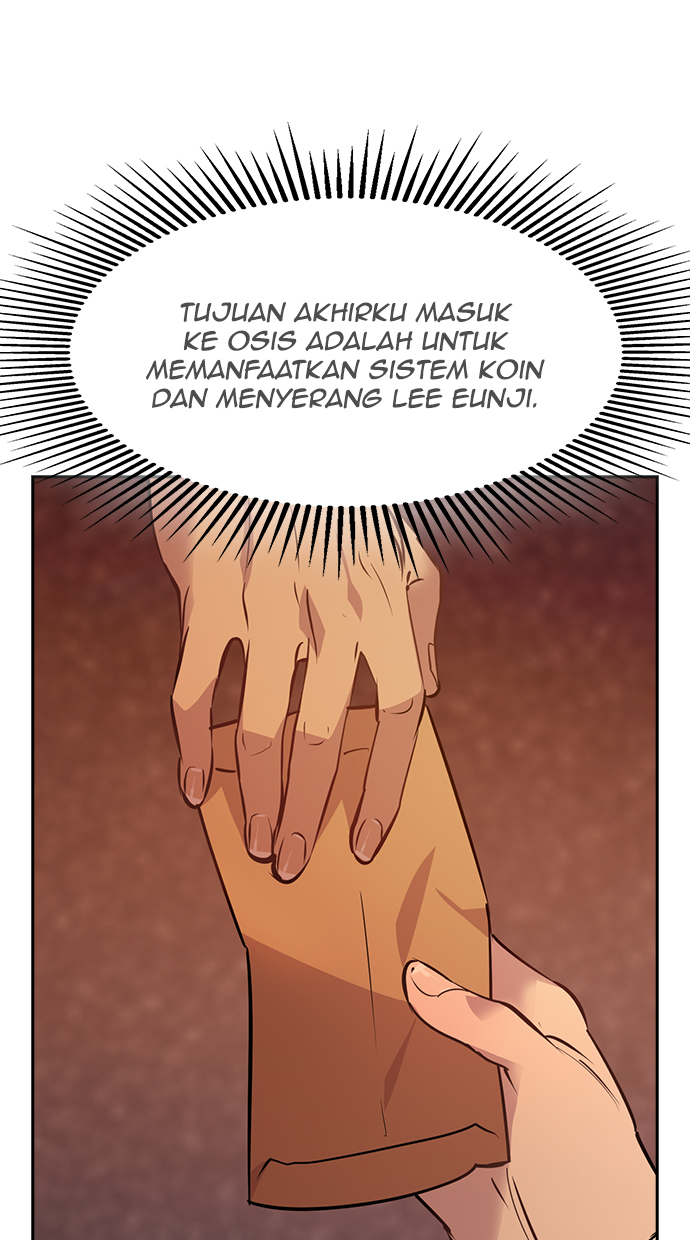 TUJUAN AKHIRKU MASUK
KE OSIS ADALAH UNTUK
MEMANFAATKAN SISTEM KOIN
DAN MENYERANG LEE EUNJI.